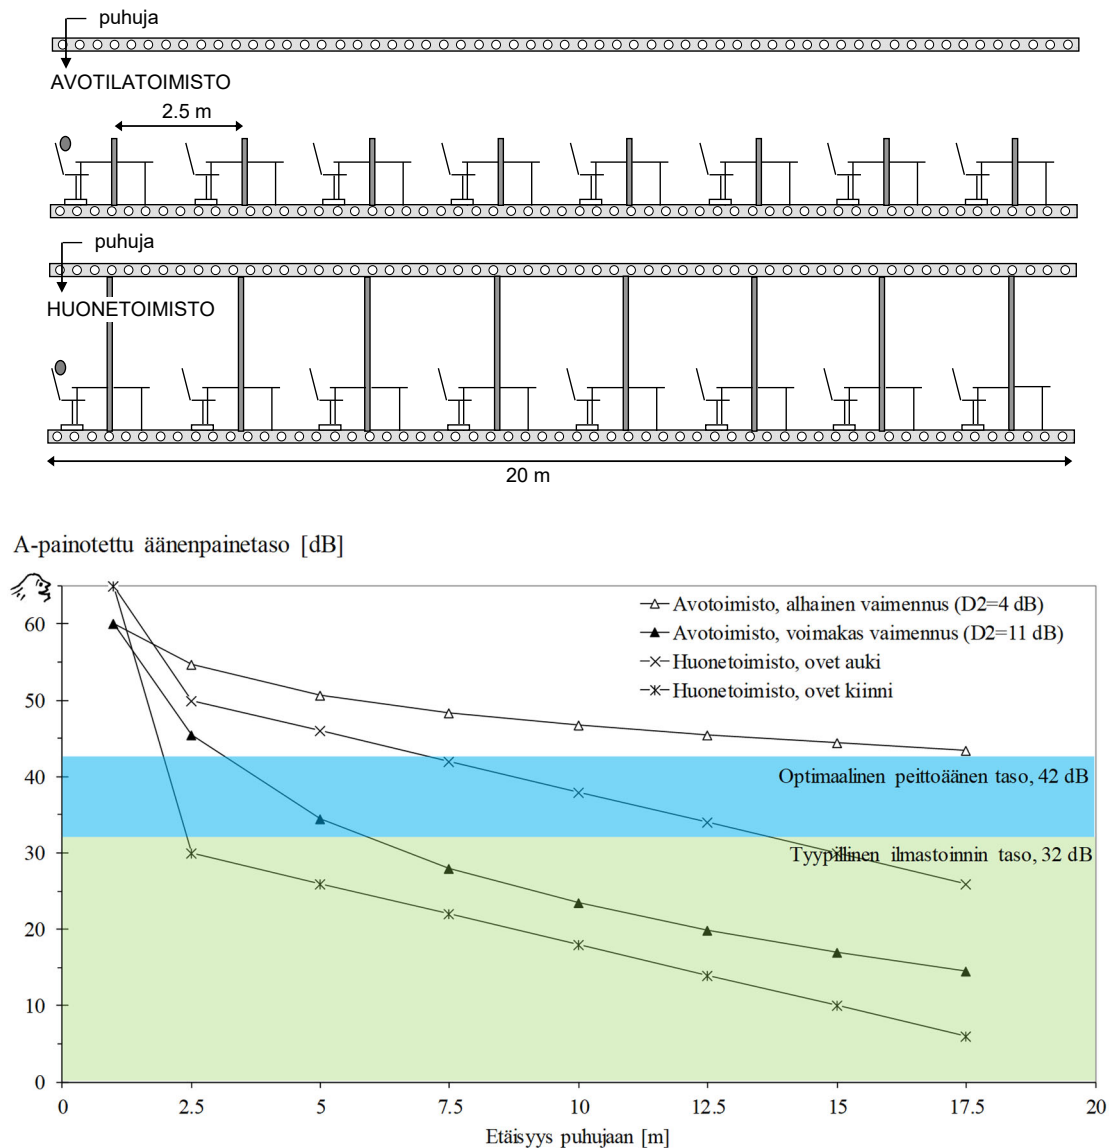 puhuja
AVOTILATOIMISTO
2.5 m
puhuja
HUONETOIMISTO
20 m
A-painotettu äänenpainetaso [dB]
Avotoimisto, alhainen vaimennus (D2=4 dB)
Avotoimisto, voimakas vaimennus (D2=11 dB)
Huonetoimisto, ovet auki
Huonetoimisto, ovet kiinni
60
50
40
30
20
10
0
Optimaalinen peittoäänen taso, 42 dB
Tyypillinen ilmastoinnin taso, 32 dB
0 2.5 5 7.5 10 12.5 15 17.5 20
Etäisyys puhujaan [m]